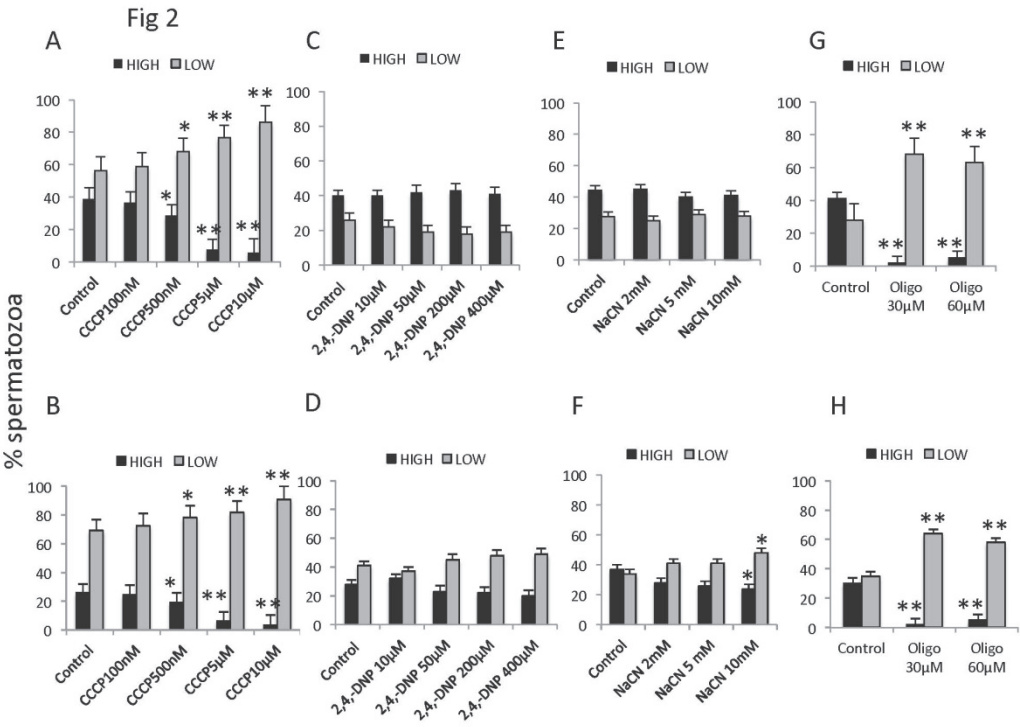 Fig 2
% spermatozoa
A
HIGH LOW
100
80
60
40
20
0
* ** **
* ** **
Control CCCP100nM CCCP500nM CCCP5µM CCCP10µM
C
HIGH LOW
100
80
60
40
20
0
Control 2,4,-DNP 10µM 2,4,-DNP 50µM 2,4,-DNP 200µM 2,4,-DNP 400µM
E
HIGH LOW
100
80
60
40
20
0
Control NaCN 2mM NaCN 5 mM NaCN 10mM
G
HIGH LOW
100
80
60
40
20
0
** **
** **
Control Oligo 30µM Oligo 60µM
B
HIGH LOW
100
80
60
40
20
0
* ** **
* ** **
Control CCCP100nM CCCP500nM CCCP5µM CCCP10µM
D
HIGH LOW
100
80
60
40
20
0
Control 2,4,-DNP 10µM 2,4,-DNP 50µM 2,4,-DNP 200µM 2,4,-DNP 400µM
F
HIGH LOW
100
80
60
40
20
0
*
*
Control NaCN 2mM NaCN 5 mM NaCN 10mM
H
HIGH LOW
100
80
60
40
20
0
** **
** **
Control Oligo 30µM Oligo 60µM